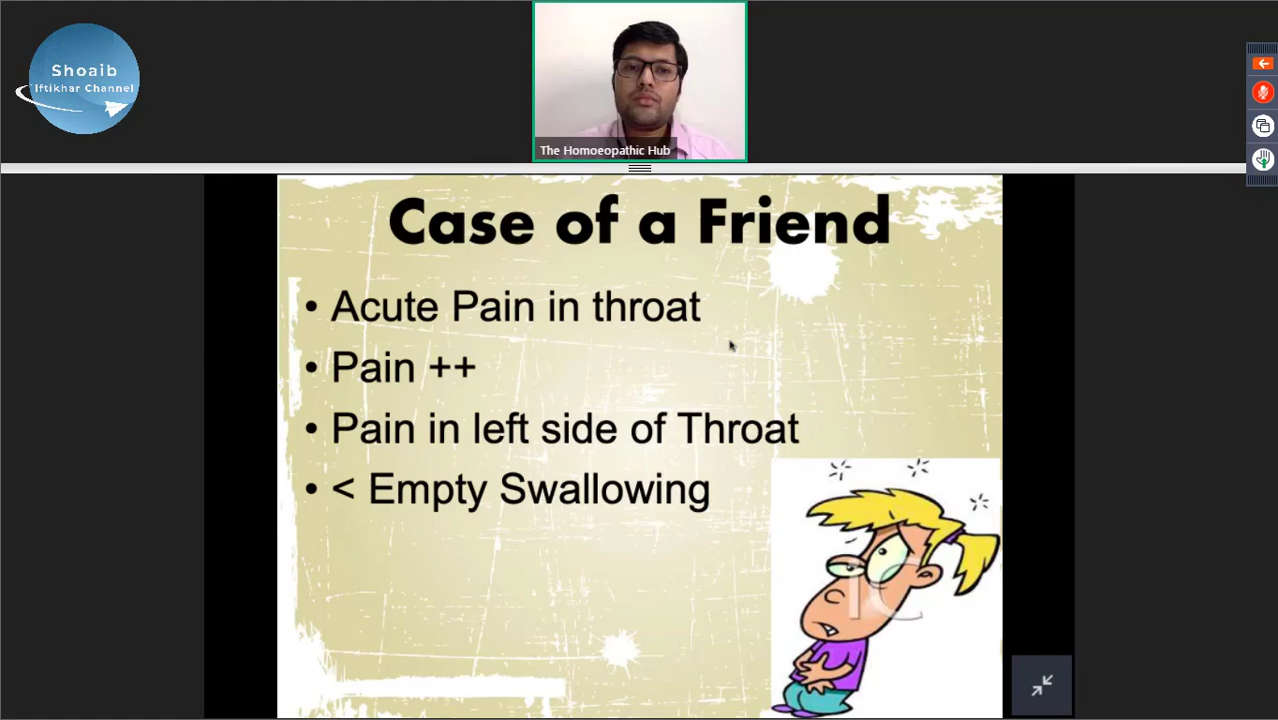 Shoaib
Iftikhar Channel
The Homoeopathic Hub
Case of a Friend
• Acute Pain in throat
• Pain ++
• Pain in left side of Throat
• < Empty Swallowing
IC